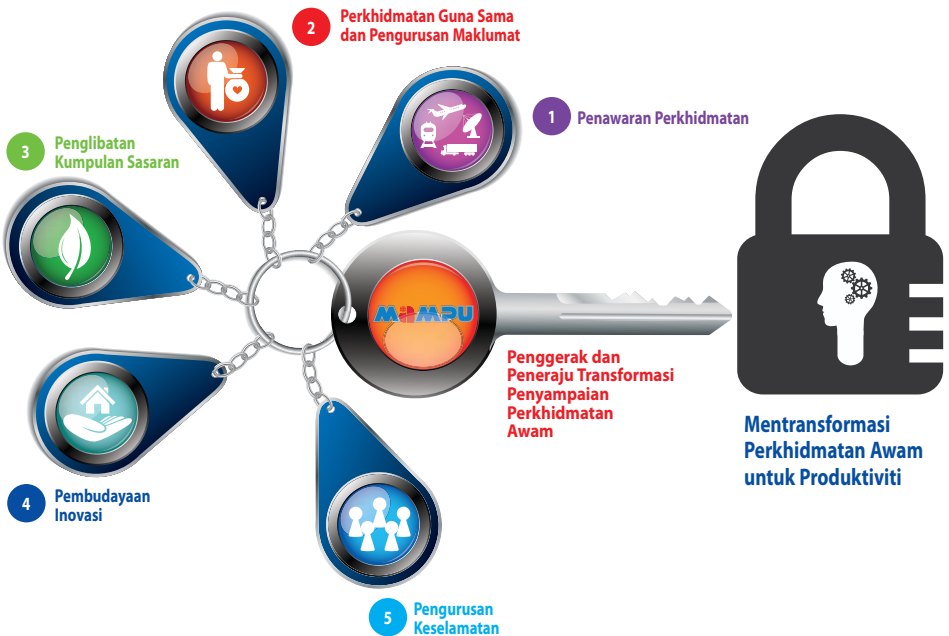 2
Perkhidmatan Guna Sama
dan Pengurusan Maklumat
1
Penawaran Perkhidmatan
3
Penglibatan
Kumpulan Sasaran
MAMPU
Penggerak dan
Peneraju Transformasi
Penyampaian
Perkhidmatan
Awam
Mentransformasi
Perkhidmatan Awam
untuk Produktiviti
4
Pembudayaan
Inovasi
5
Pengurusan
Keselamatan